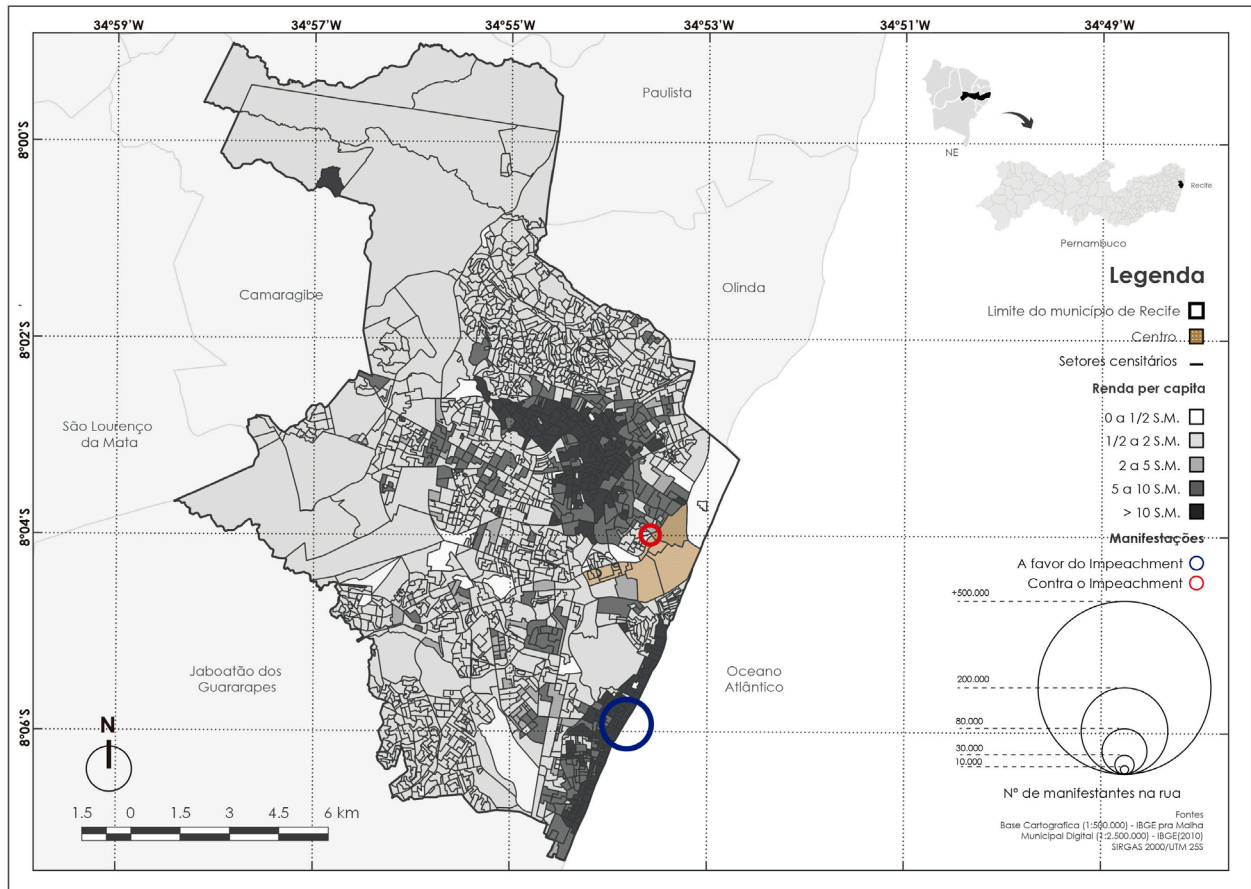 34°59'W
34°57'W
34°55'W
34°53'W
34°51'W
34°49'W
8°00'S
8°02'S
8°04'S
8°06'S
Paulista
Olinda
Camaragibe
São Lourenço
da Mata
Jaboatão dos
Guararapes
Oceano
Atlântico
N
1.5 0 1.5 3 4.5 6 km
NE
Recife
Pernambuco
Legenda
Limite do município de Recife
Centro
Setores censitários
Renda per capita
0 a 1/2 S.M.
1/2 a 2 S.M.
2 a 5 S.M.
5 a 10 S.M.
> 10 S.M.
Manifestações
A favor do Impeachment
Contra o Impeachment
+500.000
200.000
80.000
30.000
10.000
Nº de manifestantes na rua
Fontes
Base Cartografica (1:500.000) - IBGE pra Malha
Municipal Digital (1:2.500.000) - IBGE(2010)
SIRGAS 2000/UTM 25S